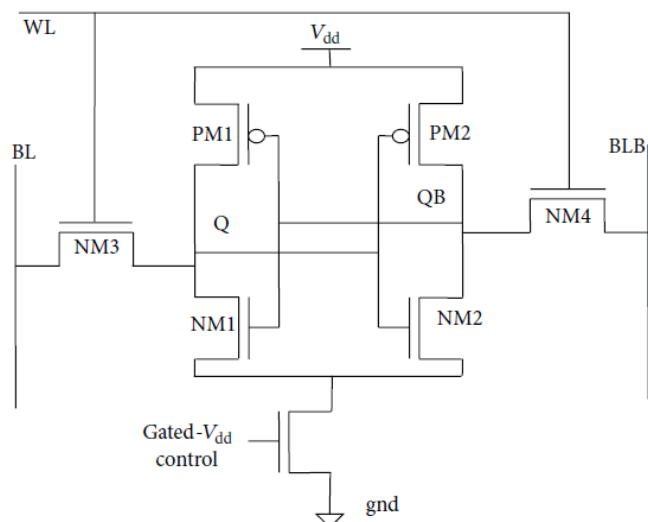 WL
Vdd
PM1
PM2
BL
BLB
Q
QB
NM3
NM4
NM1
NM2
Gated-Vdd
control
gnd